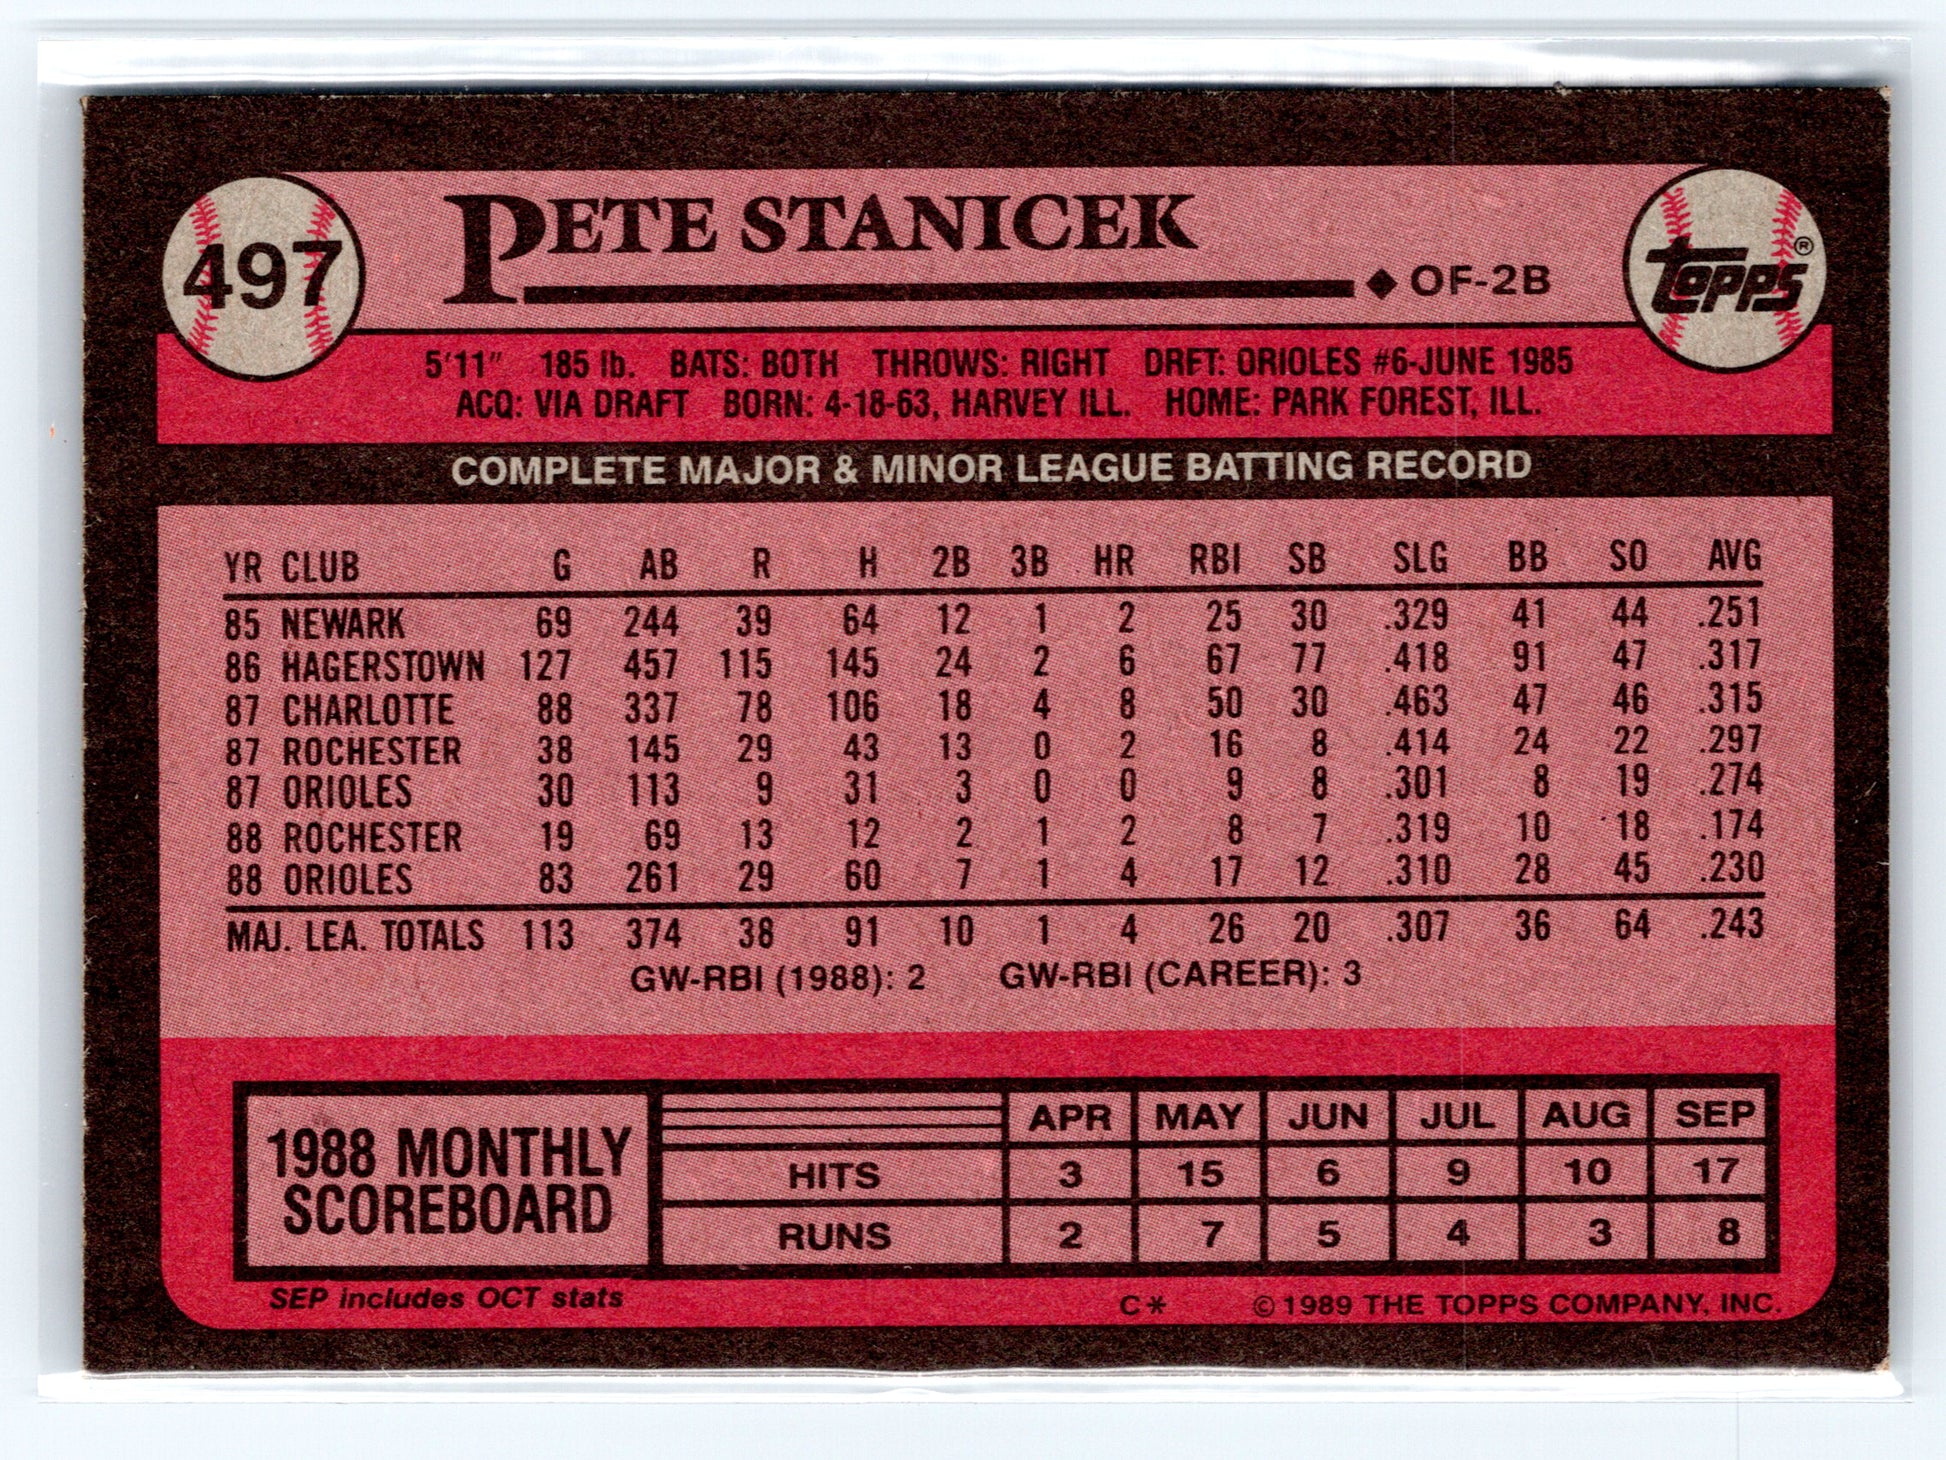 497
PETE STANICEK
◆ OF-2B
topps®
5'11" 185 lb. BATS: BOTH THROWS: RIGHT DRFT: ORIOLES #6-JUNE 1985
ACQ: VIA DRAFT BORN: 4-18-63, HARVEY ILL. HOME: PARK FOREST, ILL.
COMPLETE MAJOR & MINOR LEAGUE BATTING RECORD
YR CLUB G AB R H 2B 3B HR RBI SB SLG BB SO AVG
85 NEWARK 69 244 39 64 12 1 2 25 30 .329 41 44 .251
86 HAGERSTOWN 127 457 115 145 24 2 6 67 77 .418 91 47 .317
87 CHARLOTTE 88 337 78 106 18 4 8 50 30 .463 47 46 .315
87 ROCHESTER 38 145 29 43 13 0 2 16 8 .414 24 22 .297
87 ORIOLES 30 113 9 31 3 0 0 9 8 .301 8 19 .274
88 ROCHESTER 19 69 13 12 2 1 2 8 7 .319 10 18 .174
88 ORIOLES 83 261 29 60 7 1 4 17 12 .310 28 45 .230
MAJ. LEA. TOTALS 113 374 38 91 10 1 4 26 20 .307 36 64 .243
GW-RBI (1988): 2 GW-RBI (CAREER): 3
1988 MONTHLY
SCOREBOARD
APR MAY JUN JUL AUG SEP
HITS 3 15 6 9 10 17
RUNS 2 7 5 4 3 8
SEP includes OCT stats
C* © 1989 THE TOPPS COMPANY, INC.